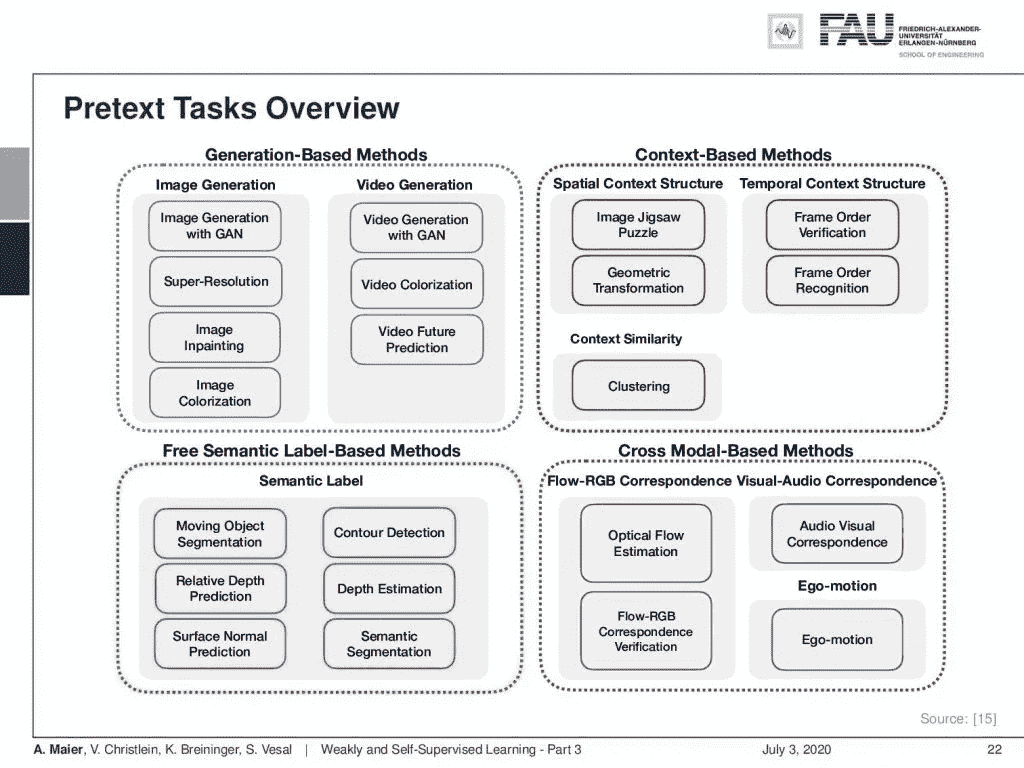 FAU
FRIEDRICH-ALEXANDER-
UNIVERSITÄT
ERLANGEN-NÜRNBERG
SCHOOL OF ENGINEERING
Pretext Tasks Overview
Generation-Based Methods
Image Generation
Image Generation
with GAN
Super-Resolution
Image
Inpainting
Image
Colorization
Video Generation
Video Generation
with GAN
Video Colorization
Video Future
Prediction
Context-Based Methods
Spatial Context Structure
Image Jigsaw
Puzzle
Geometric
Transformation
Temporal Context Structure
Frame Order
Verification
Frame Order
Recognition
Context Similarity
Clustering
Free Semantic Label-Based Methods
Semantic Label
Moving Object
Segmentation
Relative Depth
Prediction
Surface Normal
Prediction
Contour Detection
Depth Estimation
Semantic
Segmentation
Cross Modal-Based Methods
Flow-RGB Correspondence
Optical Flow
Estimation
Flow-RGB
Correspondence
Verification
Visual-Audio Correspondence
Audio Visual
Correspondence
Ego-motion
Ego-motion
Source: [15]
A. Maier, V. Christlein, K. Breininger, S. Vesal | Weakly and Self-Supervised Learning - Part 3 July 3, 2020 22